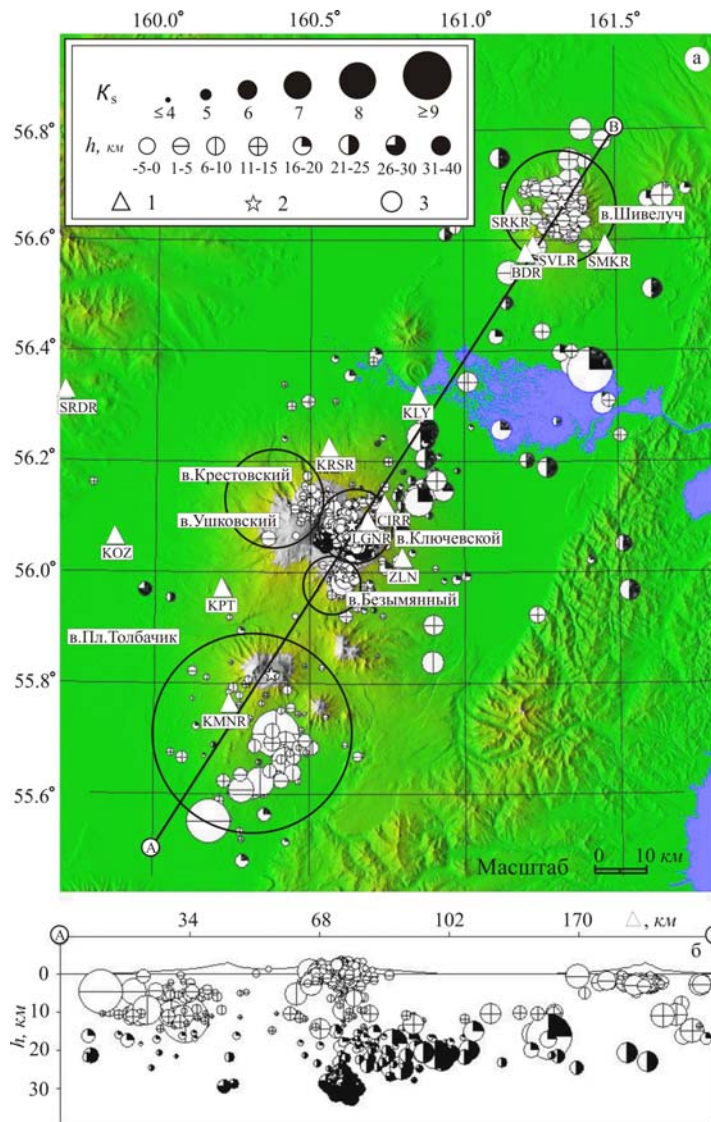 160.0° 160.5° 161.0° 161.5°
а
Ks
≤4 5 6 7 8 ≥9
h, км
-5-0 1-5 6-10 11-15 16-20 21-25 26-30 31-40
1 2 3
B
56.8°
56.6°
56.4°
56.2°
56.0°
55.8°
55.6°
SRKR
в.Шивелуч
SVLR
BDR
SMKR
SRDR
KLY
KRSR
в.Крестовский
в.Ушковский
CIRR
LGNR
в.Ключевской
KOZ
ZLN
KPT
в.Безымянный
в.Пл.Толбачик
KMNR
A
Масштаб 0 10 км
A 34 68 102 170 △, км
б
h, км
0
10
20
30